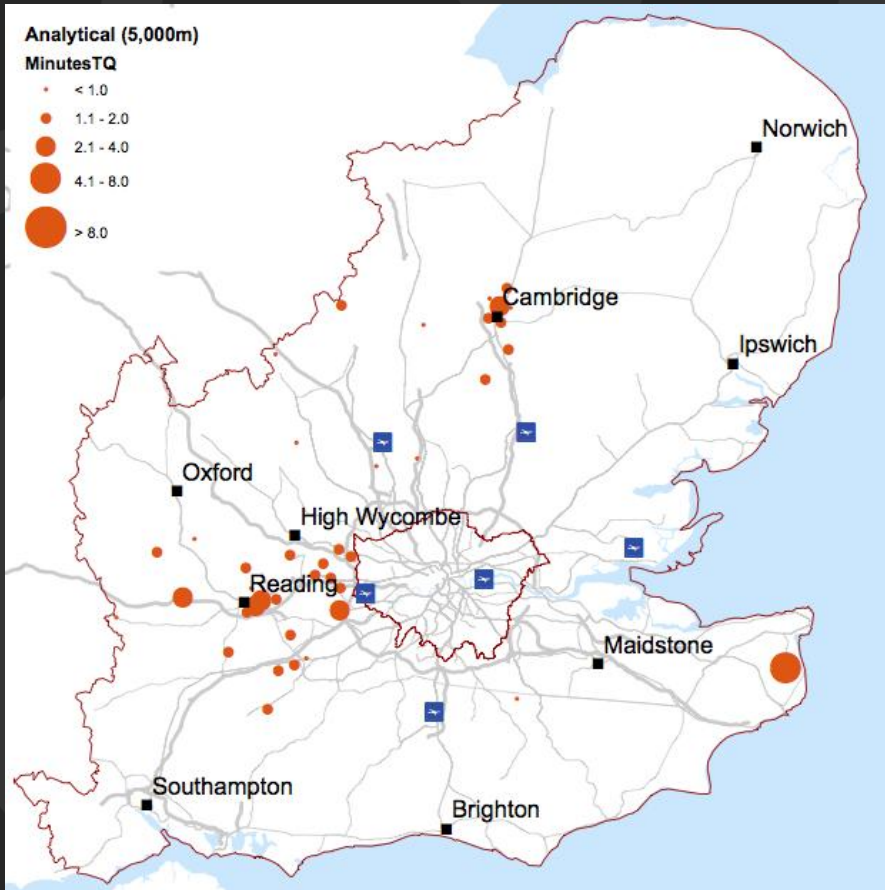 Analytical (5,000m)
MinutesTQ
< 1.0
1.1 - 2.0
2.1 - 4.0
4.1 - 8.0
> 8.0
Norwich
Cambridge
Ipswich
Oxford
High Wycombe
Reading
Maidstone
Southampton
Brighton